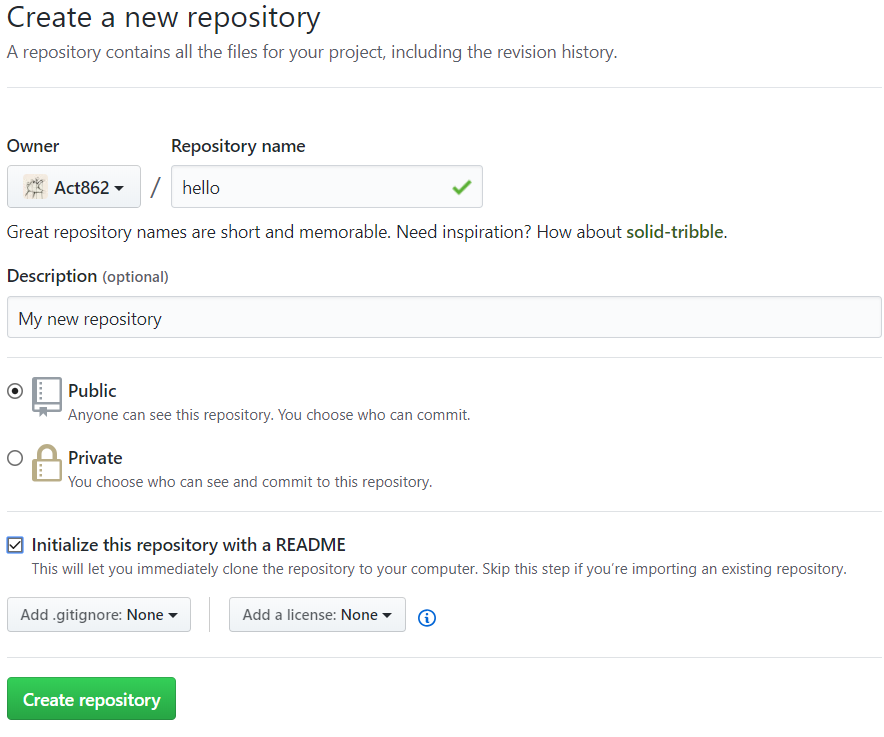 Create a new repository
A repository contains all the files for your project, including the revision history.
Owner
Repository name
Act862
/
hello
Great repository names are short and memorable. Need inspiration? How about solid-tribble.
Description (optional)
My new repository
Public
Anyone can see this repository. You choose who can commit.
Private
You choose who can see and commit to this repository.
Initialize this repository with a README
This will let you immediately clone the repository to your computer. Skip this step if you’re importing an existing repository.
Add .gitignore: None
Add a license: None
Create repository